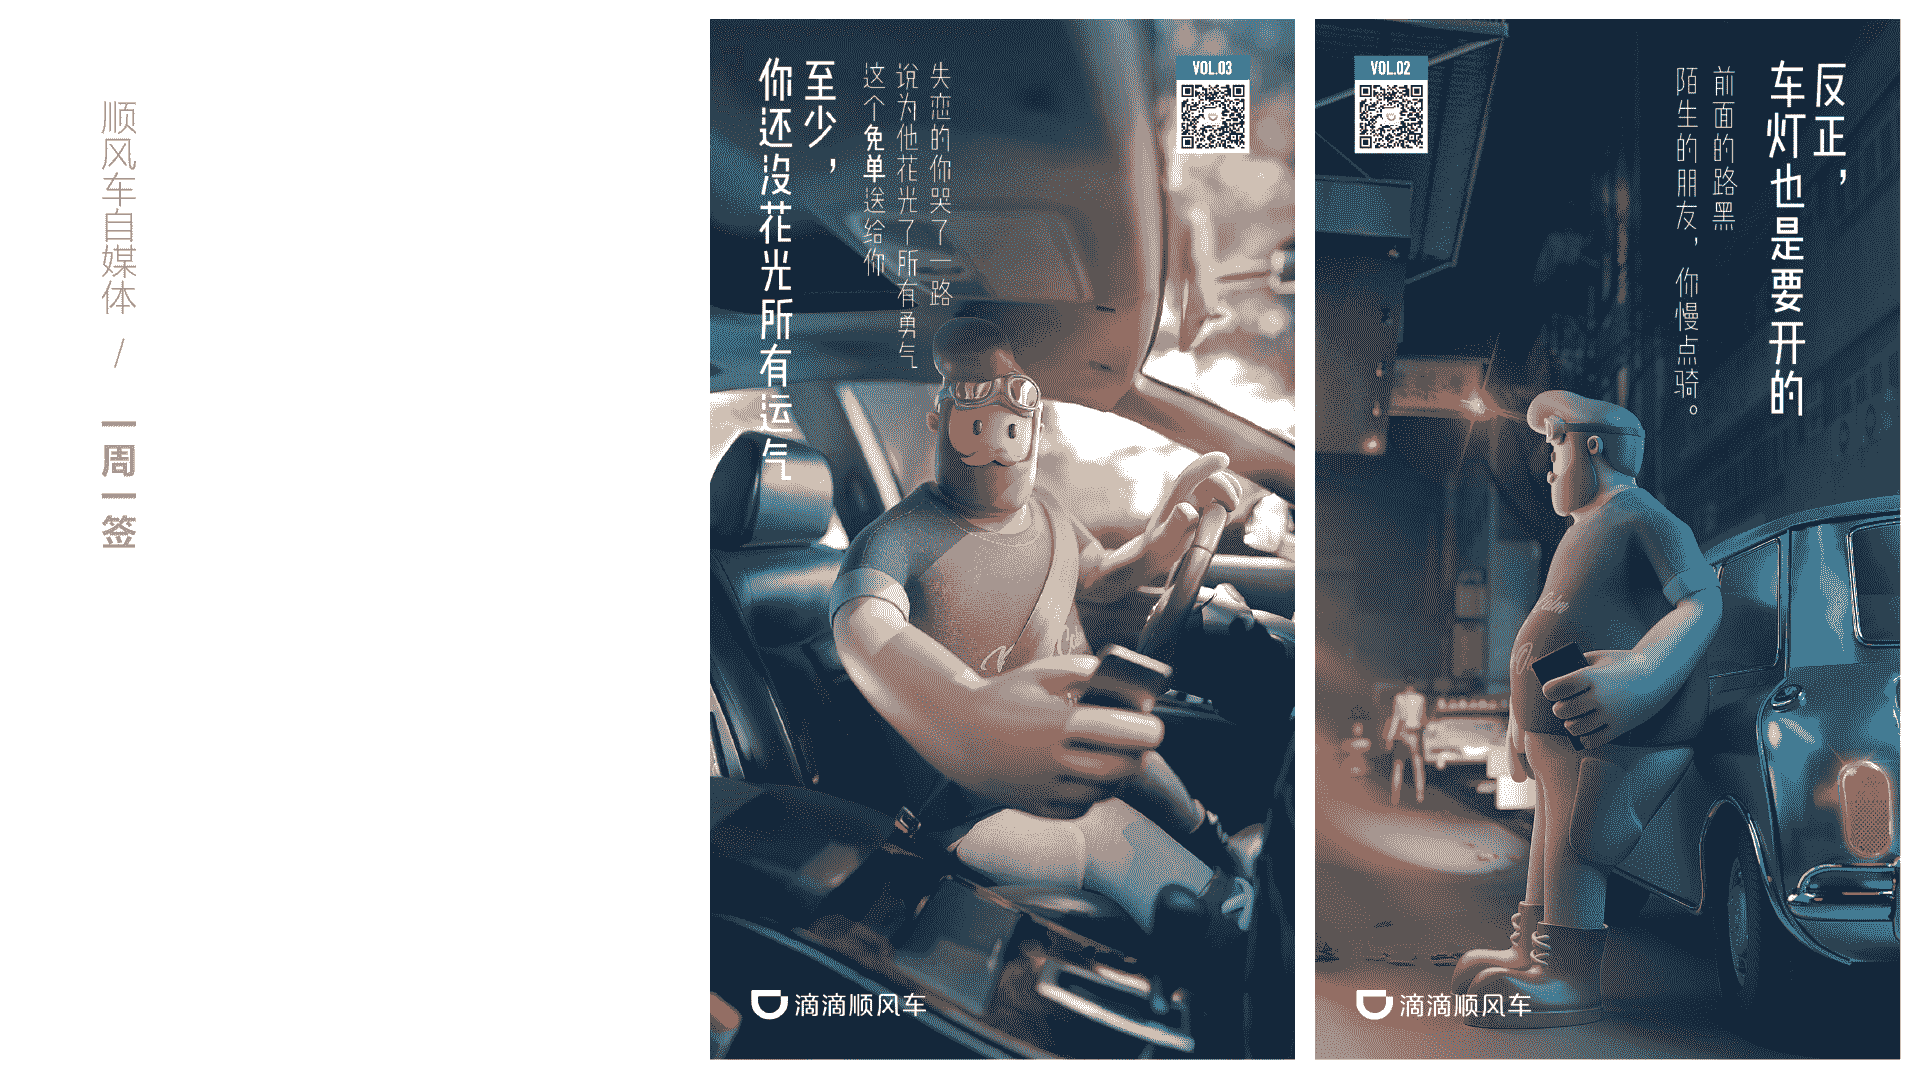 顺风车自媒体 / 一周一签
VOL.03
失恋的你哭了一路
说为他花光了所有勇气
这个免单送给你
至少，
你还没花光所有运气
滴滴顺风车
VOL.02
反正，
车灯也是要开的
前面的路黑
陌生的朋友，你慢点骑。
滴滴顺风车